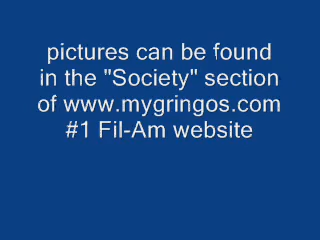 pictures can be found
in the "Society" section
of www.mygringos.com
#1 Fil-Am website